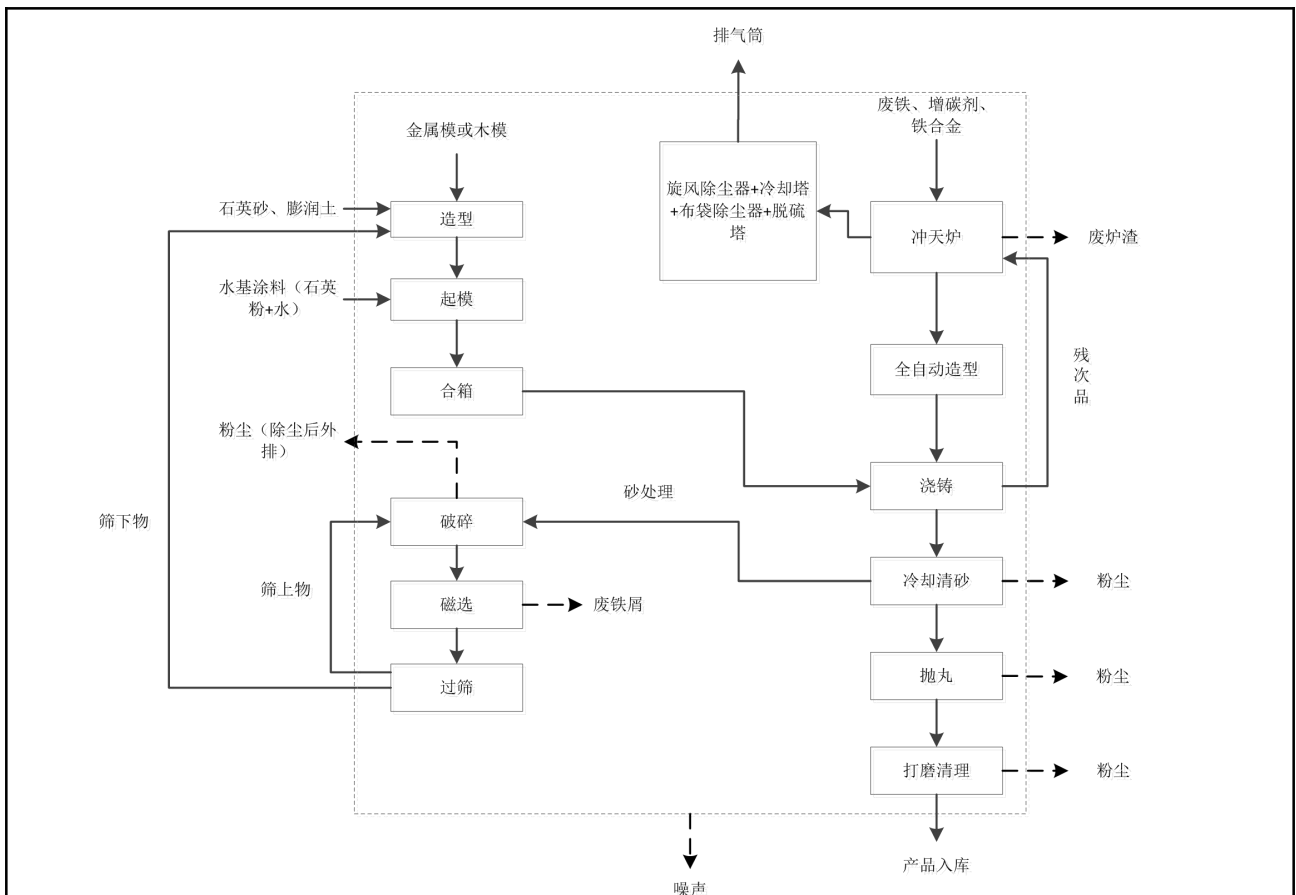 排气筒
废铁、增碳剂、
铁合金
金属模或木模
旋风除尘器+冷却塔
+布袋除尘器+脱硫
塔
石英砂、膨润土
造型
冲天炉
废炉渣
水基涂料（石英
粉+水）
起模
全自动造型
残
次
品
合箱
粉尘（除尘后外
排）
浇铸
砂处理
筛下物
破碎
冷却清砂
粉尘
筛上物
磁选
废铁屑
抛丸
粉尘
过筛
打磨清理
粉尘
产品入库
噪声